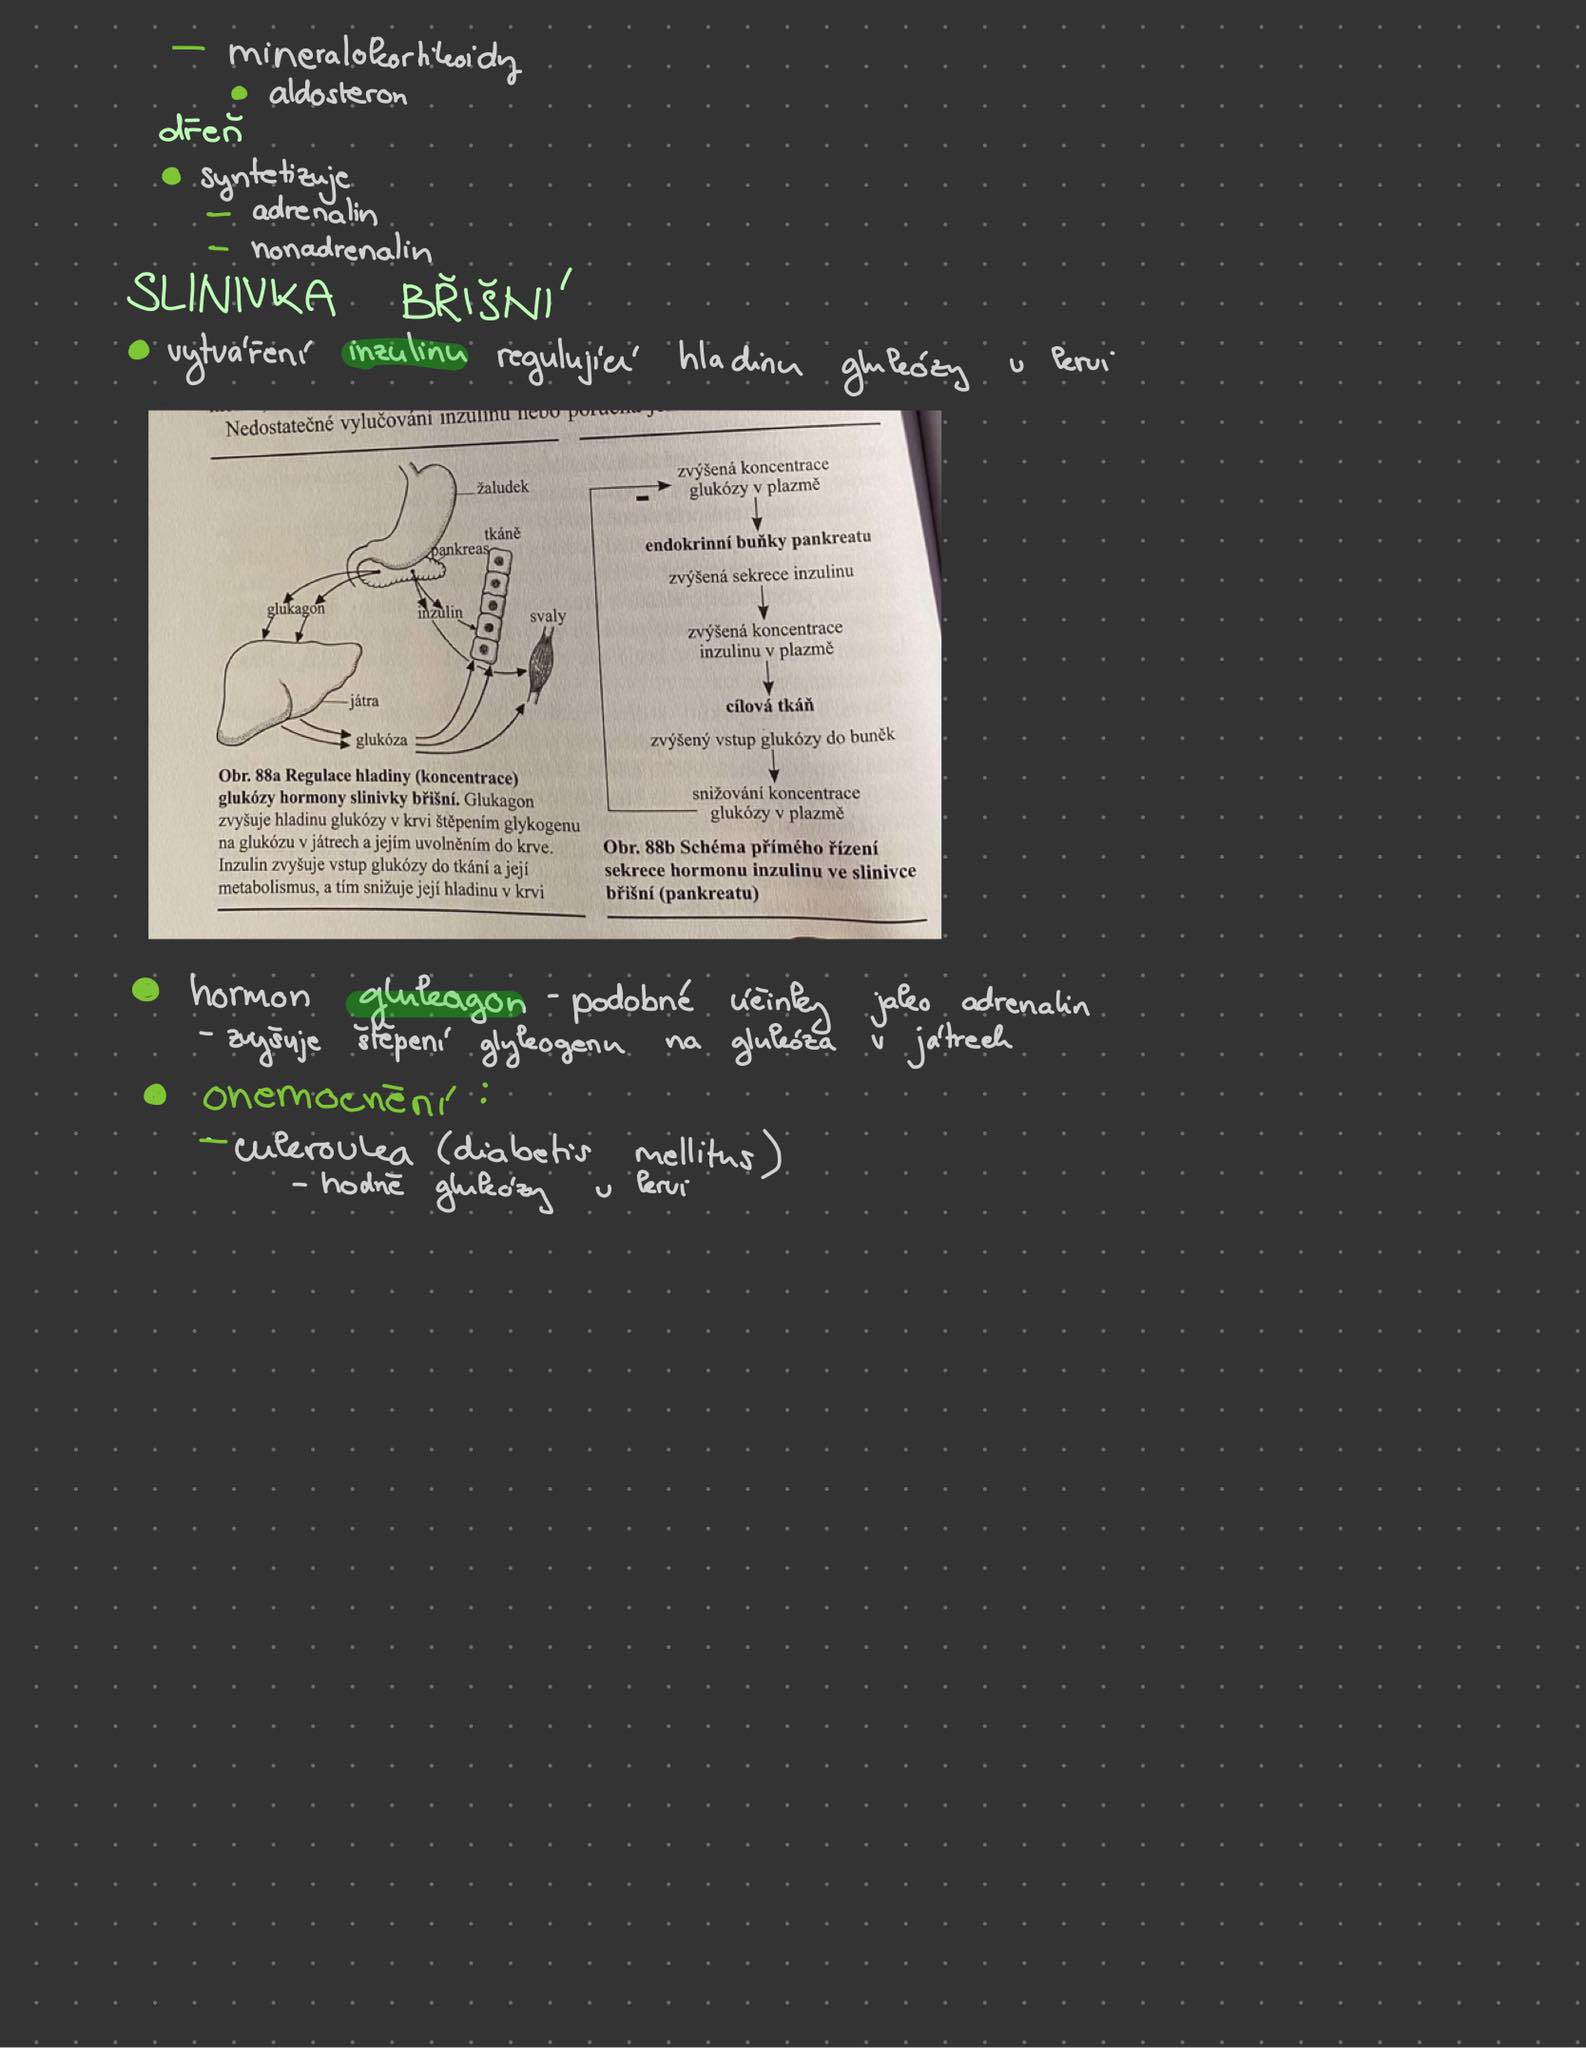 — mineralokortikoidy
• aldosteron
dřeň
• syntetizuje
— adrenalin
— nonadrenalin
SLINIVKA BŘIŠNÍ
• vytváření inzulinu regulující hladinu glukózy v krvi
Nedostatečné vylučování inzulinu nebo porucha
žaludek
tkáně
pankreas
glukagon
inzulin
svaly
játra
glukóza
Obr. 88a Regulace hladiny (koncentrace)
glukózy hormony slinivky břišní. Glukagon
zvyšuje hladinu glukózy v krvi štěpením glykogenu
na glukózu v játrech a jejím uvolněním do krve.
Inzulin zvyšuje vstup glukózy do tkání a její
metabolismus, a tím snižuje její hladinu v krvi
zvýšená koncentrace
glukózy v plazmě
-
endokrinní buňky pankreatu
zvýšená sekrece inzulinu
zvýšená koncentrace
inzulinu v plazmě
cílová tkáň
zvýšený vstup glukózy do buněk
snižování koncentrace
glukózy v plazmě
Obr. 88b Schéma přímého řízení
sekrece hormonu inzulinu ve slinivce
břišní (pankreatu)
• hormon glukagon - podobné účinky jako adrenalin
- zvyšuje štěpení glykogenu na glukóza v játrech
• onemocnění:
— cukrovka (diabetis mellitus)
- hodně glukózy v krvi